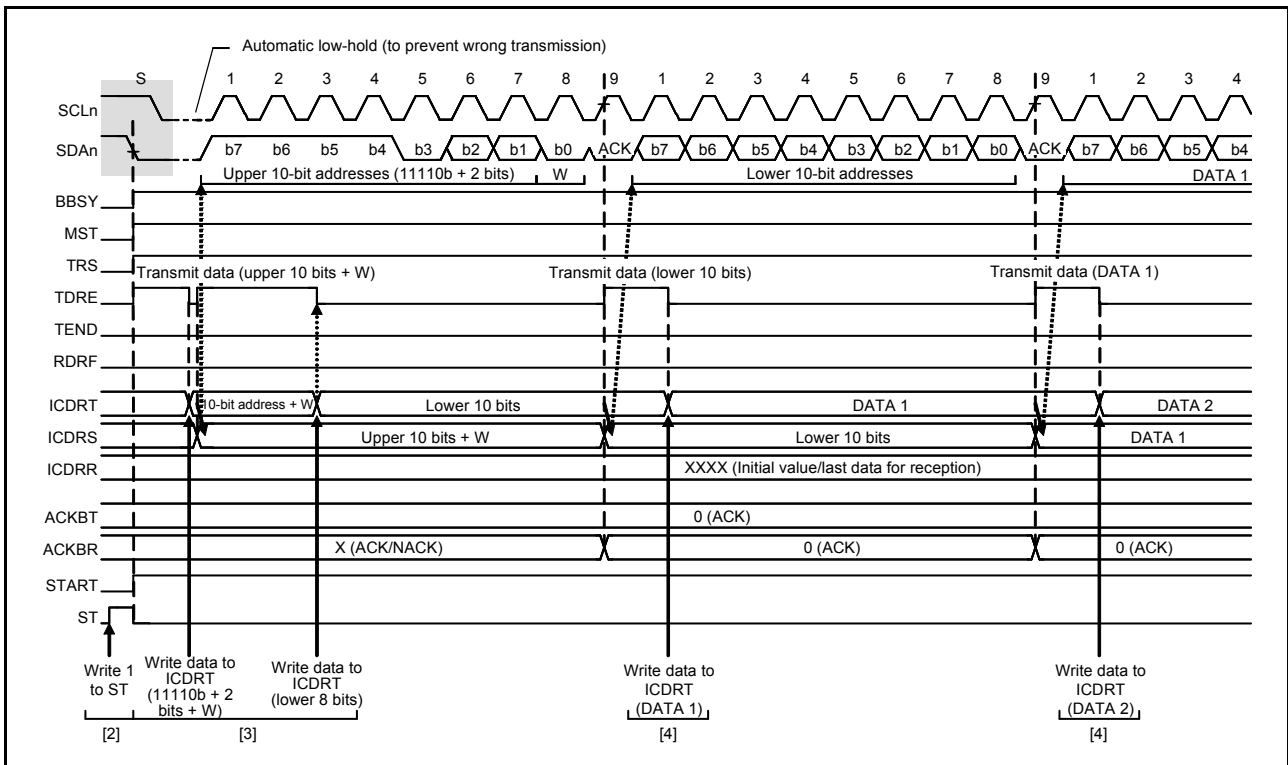 Automatic low-hold (to prevent wrong transmission)
S 1 2 3 4 5 6 7 8 9 1 2 3 4 5 6 7 8 9 1 2 3 4
SCLn
SDAn b7 b6 b5 b4 b3 b2 b1 b0 ACK b7 b6 b5 b4 b3 b2 b1 b0 ACK b7 b6 b5 b4
Upper 10-bit addresses (11110b + 2 bits) W Lower 10-bit addresses DATA 1
BBSY
MST
TRS
Transmit data (upper 10 bits + W) Transmit data (lower 10 bits) Transmit data (DATA 1)
TDRE
TEND
RDRF
ICDRT 10-bit address + W Lower 10 bits DATA 1 DATA 2
ICDRS Upper 10 bits + W Lower 10 bits DATA 1
ICDRR XXXX (Initial value/last data for reception)
ACKBT 0 (ACK)
ACKBR X (ACK/NACK) 0 (ACK) 0 (ACK)
START
ST
Write 1
to ST
Write data to
ICDRT
(11110b + 2
bits + W)
Write data to
ICDRT
(lower 8 bits)
Write data to
ICDRT
(DATA 1)
Write data to
ICDRT
(DATA 2)
[2] [3] [4] [4]